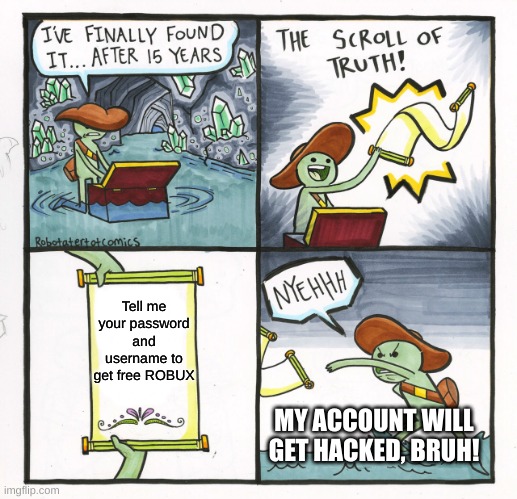 I'VE FINALLY FOUND
IT... AFTER 15 YEARS
THE SCROLL OF
TRUTH!
Robotatertotcomics
Tell me
your password
and
username to
get free ROBUX
NYEHHH
MY ACCOUNT WILL
GET HACKED, BRUH!
imgflip.com